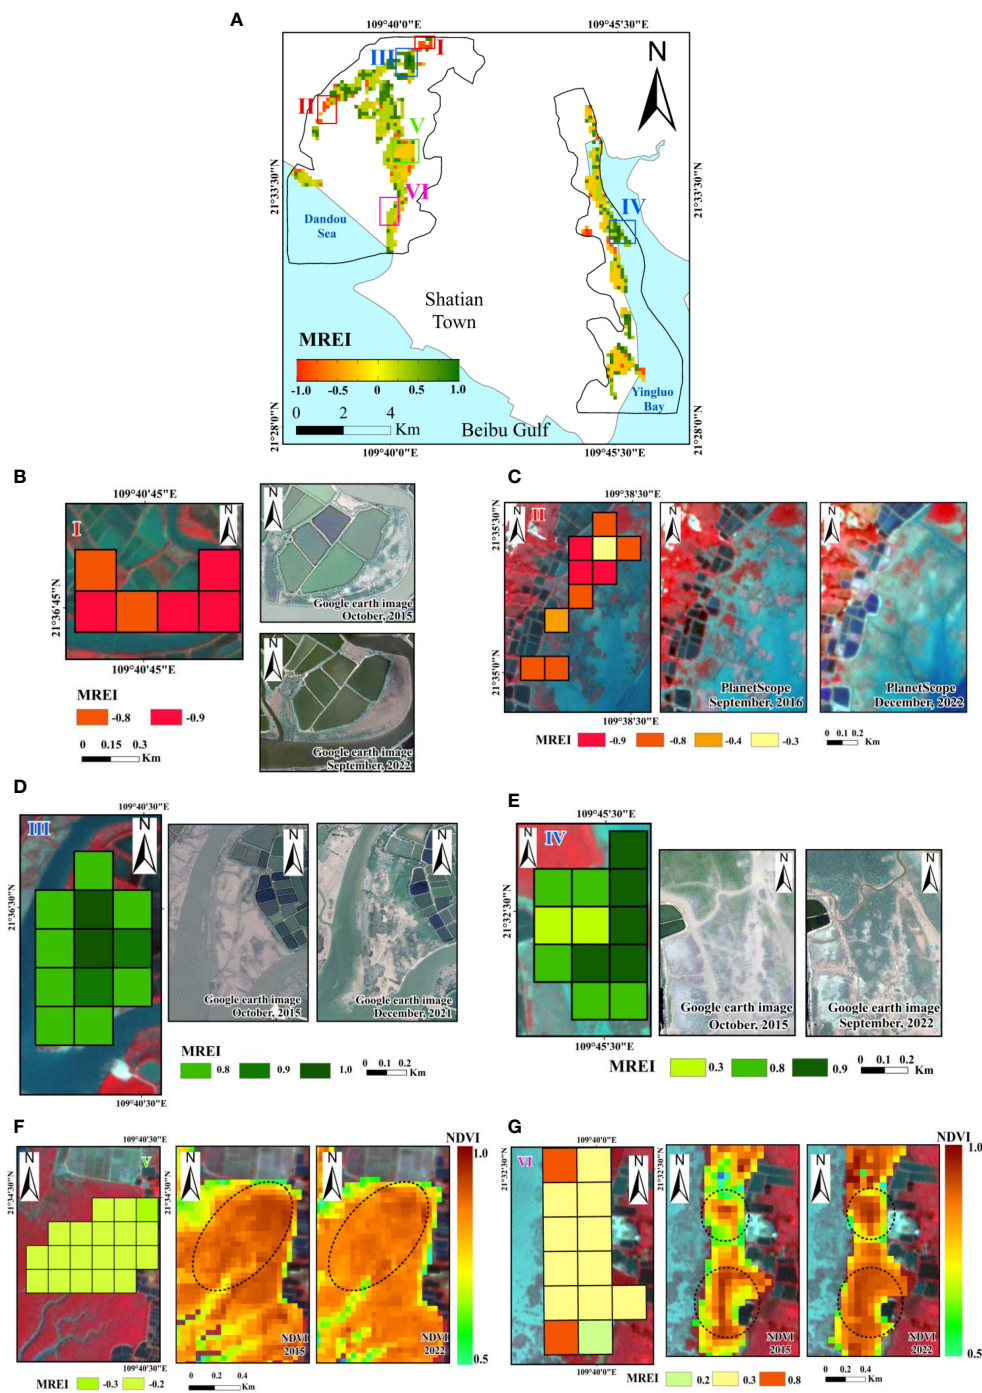 A
109°40'0"E
109°45'30"E
N
I
III
II
V
VI
IV
21°33'30"N
21°33'30"N
Dandou
Sea
Shatian
Town
MREI
-1.0
-0.5
0
0.5
1.0
0
2
4
Km
Yingluo
Bay
Beibu Gulf
21°28'0"N
21°28'0"N
109°40'0"E
109°45'30"E
B
109°40'45"E
I
N
21°36'45"N
109°40'45"E
MREI
-0.8
-0.9
0
0.15
0.3
Km
N
Google earth image
October, 2015
N
Google earth image
September, 2022
C
109°38'30"E
N
II
21°35'30"N
21°35'0"N
109°38'30"E
N
PlanetScope
September, 2016
N
PlanetScope
December, 2022
MREI
-0.9
-0.8
-0.4
-0.3
0 0.1 0.2
Km
D
109°40'30"E
III
N
21°36'30"N
109°40'30"E
N
Google earth image
October, 2015
N
Google earth image
December, 2021
MREI
0.8
0.9
1.0
0 0.1 0.2
Km
E
109°45'30"E
IV
N
21°32'30"N
109°45'30"E
N
Google earth image
October, 2015
N
Google earth image
September, 2022
MREI
0.3
0.8
0.9
0 0.1 0.2
Km
F
109°40'30"E
N
V
21°34'30"N
21°34'30"N
109°40'30"E
N
NDVI
2015
N
NDVI
2022
NDVI
1.0
0.5
MREI
-0.3
-0.2
0 0.2 0.4
Km
G
109°40'0"E
VI
N
21°32'30"N
21°32'30"N
109°40'0"E
N
NDVI
2015
N
NDVI
2022
NDVI
1.0
0.5
MREI
0.2
0.3
0.8
0 0.2 0.4
Km